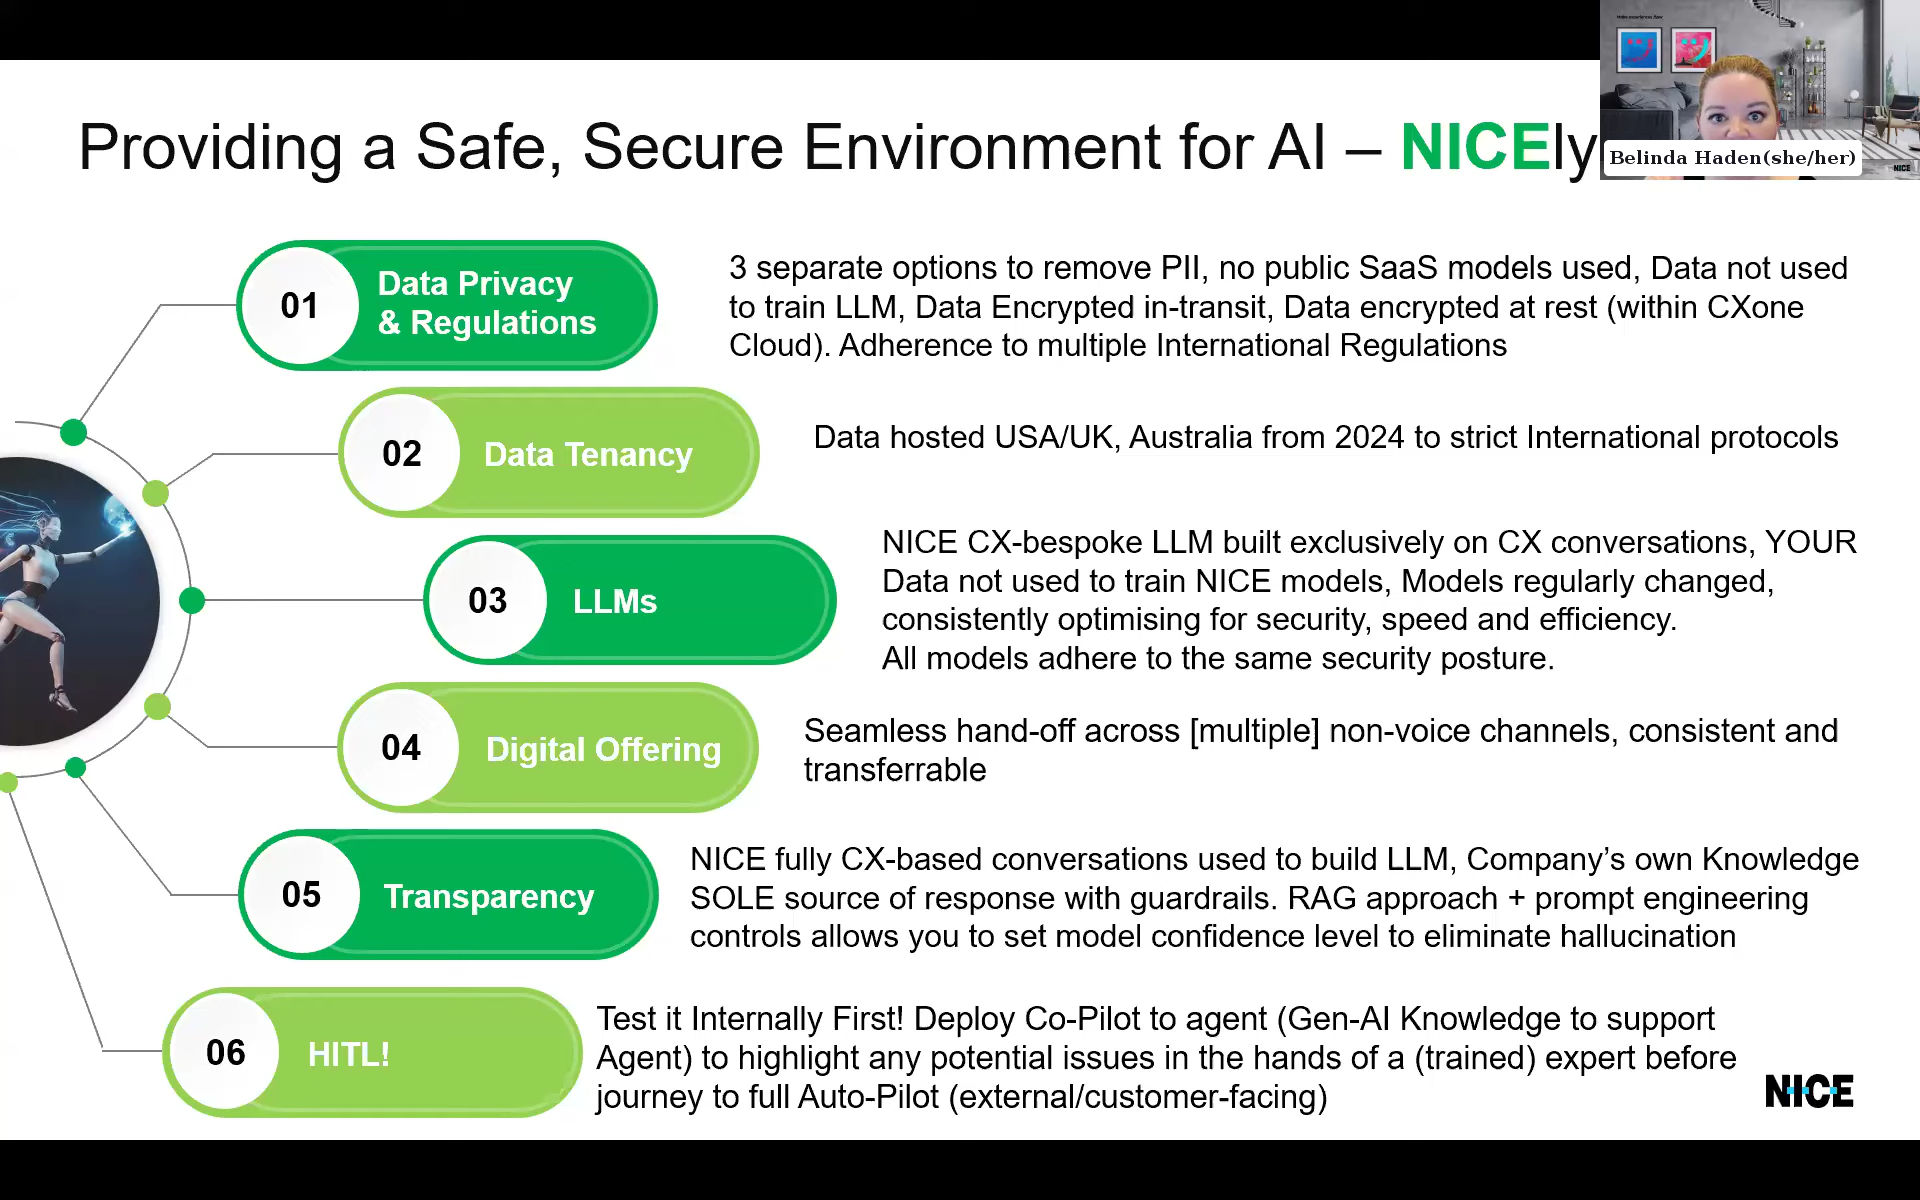 Providing a Safe, Secure Environment for AI – NICEly
Belinda Haden(she/her)
NICE
01
Data Privacy
& Regulations
3 separate options to remove PII, no public SaaS models used, Data not used
to train LLM, Data Encrypted in-transit, Data encrypted at rest (within CXone
Cloud). Adherence to multiple International Regulations
02
Data Tenancy
Data hosted USA/UK, Australia from 2024 to strict International protocols
03
LLMs
NICE CX-bespoke LLM built exclusively on CX conversations, YOUR
Data not used to train NICE models, Models regularly changed,
consistently optimising for security, speed and efficiency.
All models adhere to the same security posture.
04
Digital Offering
Seamless hand-off across [multiple] non-voice channels, consistent and
transferrable
05
Transparency
NICE fully CX-based conversations used to build LLM, Company’s own Knowledge
SOLE source of response with guardrails. RAG approach + prompt engineering
controls allows you to set model confidence level to eliminate hallucination
06
HITL!
Test it Internally First! Deploy Co-Pilot to agent (Gen-AI Knowledge to support
Agent) to highlight any potential issues in the hands of a (trained) expert before
journey to full Auto-Pilot (external/customer-facing)
NICE